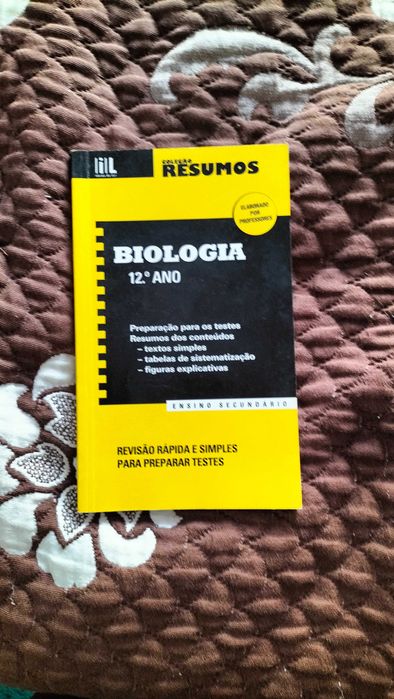 COLEÇÃO
RESUMOS
ELABORADO
POR
PROFESSORES
BIOLOGIA
12.º ANO
Preparação para os testes
Resumos dos conteúdos
– textos simples
– tabelas de sistematização
– figuras explicativas
ENSINO SECUNDÁRIO
REVISÃO RÁPIDA E SIMPLES
PARA PREPARAR TESTES